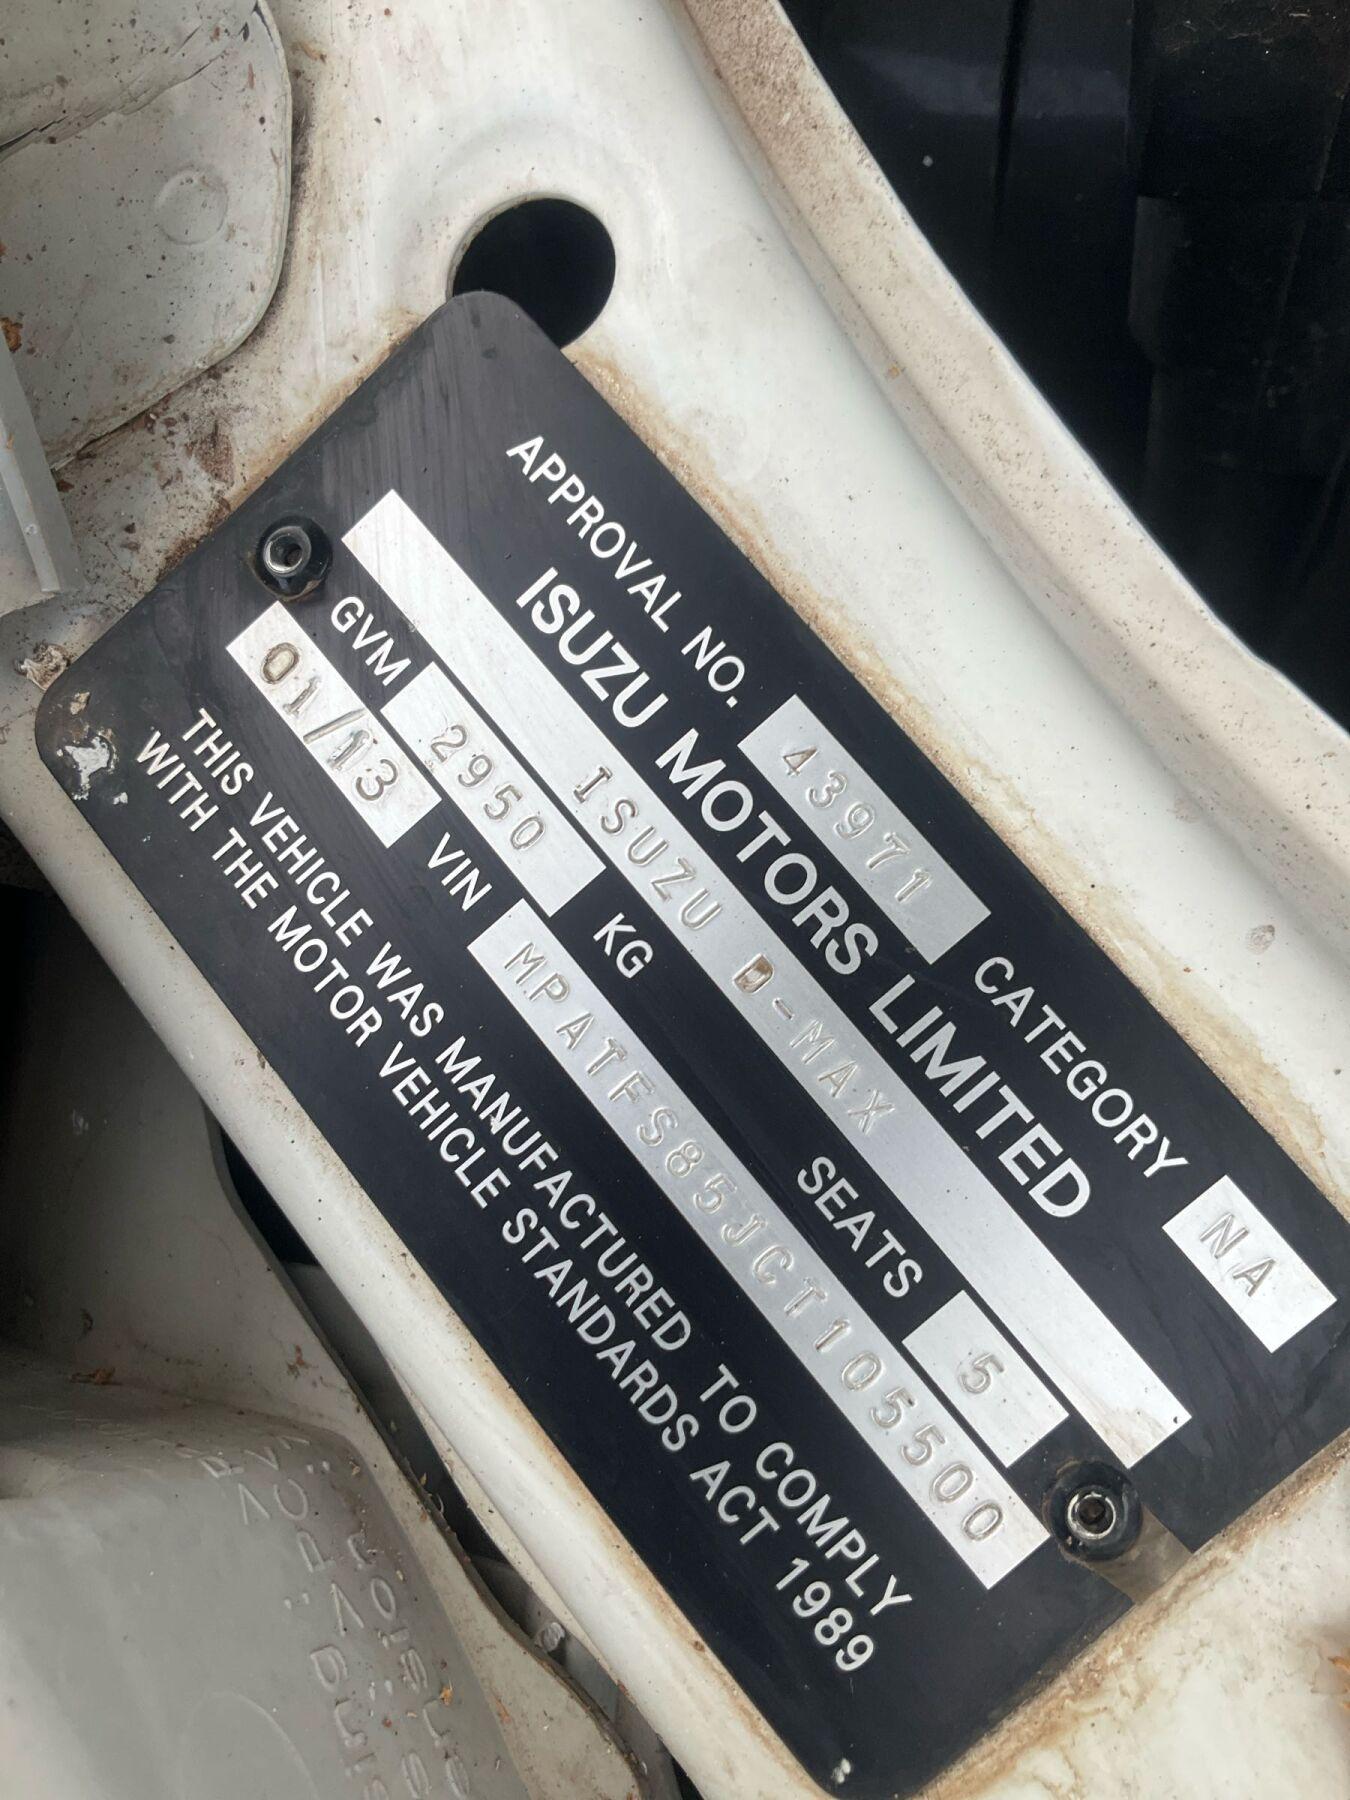 APPROVAL NO. 43971 CATEGORY NA
ISUZU MOTORS LIMITED
ISUZU D-MAX
GVM 2950 KG SEATS 5
01/13 VIN MPATFS85JCT105500
THIS VEHICLE WAS MANUFACTURED TO COMPLY
WITH THE MOTOR VEHICLE STANDARDS ACT 1989